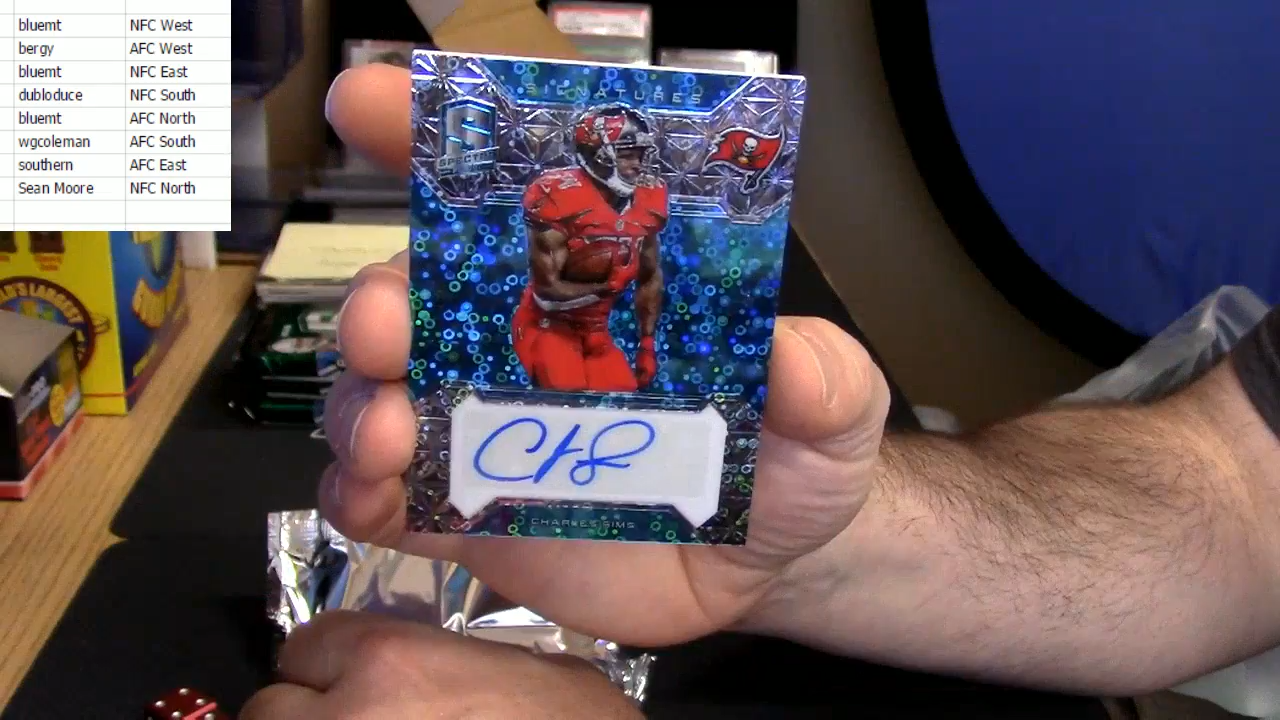 bluemt NFC West
bergy AFC West
bluemt NFC East
dubloduce NFC South
bluemt AFC North
wgcoleman AFC South
southern AFC East
Sean Moore NFC North
SIGNATURES
S
SPECTRA
CHARLES SIMS